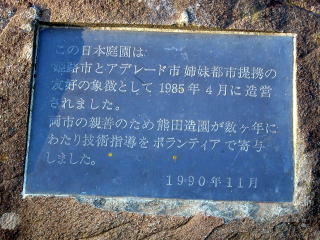 この日本庭園は
姫路市とアデレード市 姉妹都市提携の
友好の象徴として 1985年4月に造営
されました。
両市の親善のため熊田造園が数ヶ年に
わたり技術指導を ボランティアで寄与
しました。
1990年11月